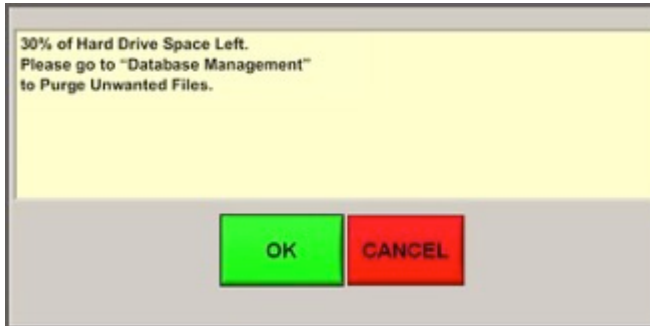 30% of Hard Drive Space Left.
Please go to “Database Management”
to Purge Unwanted Files.
OK
CANCEL